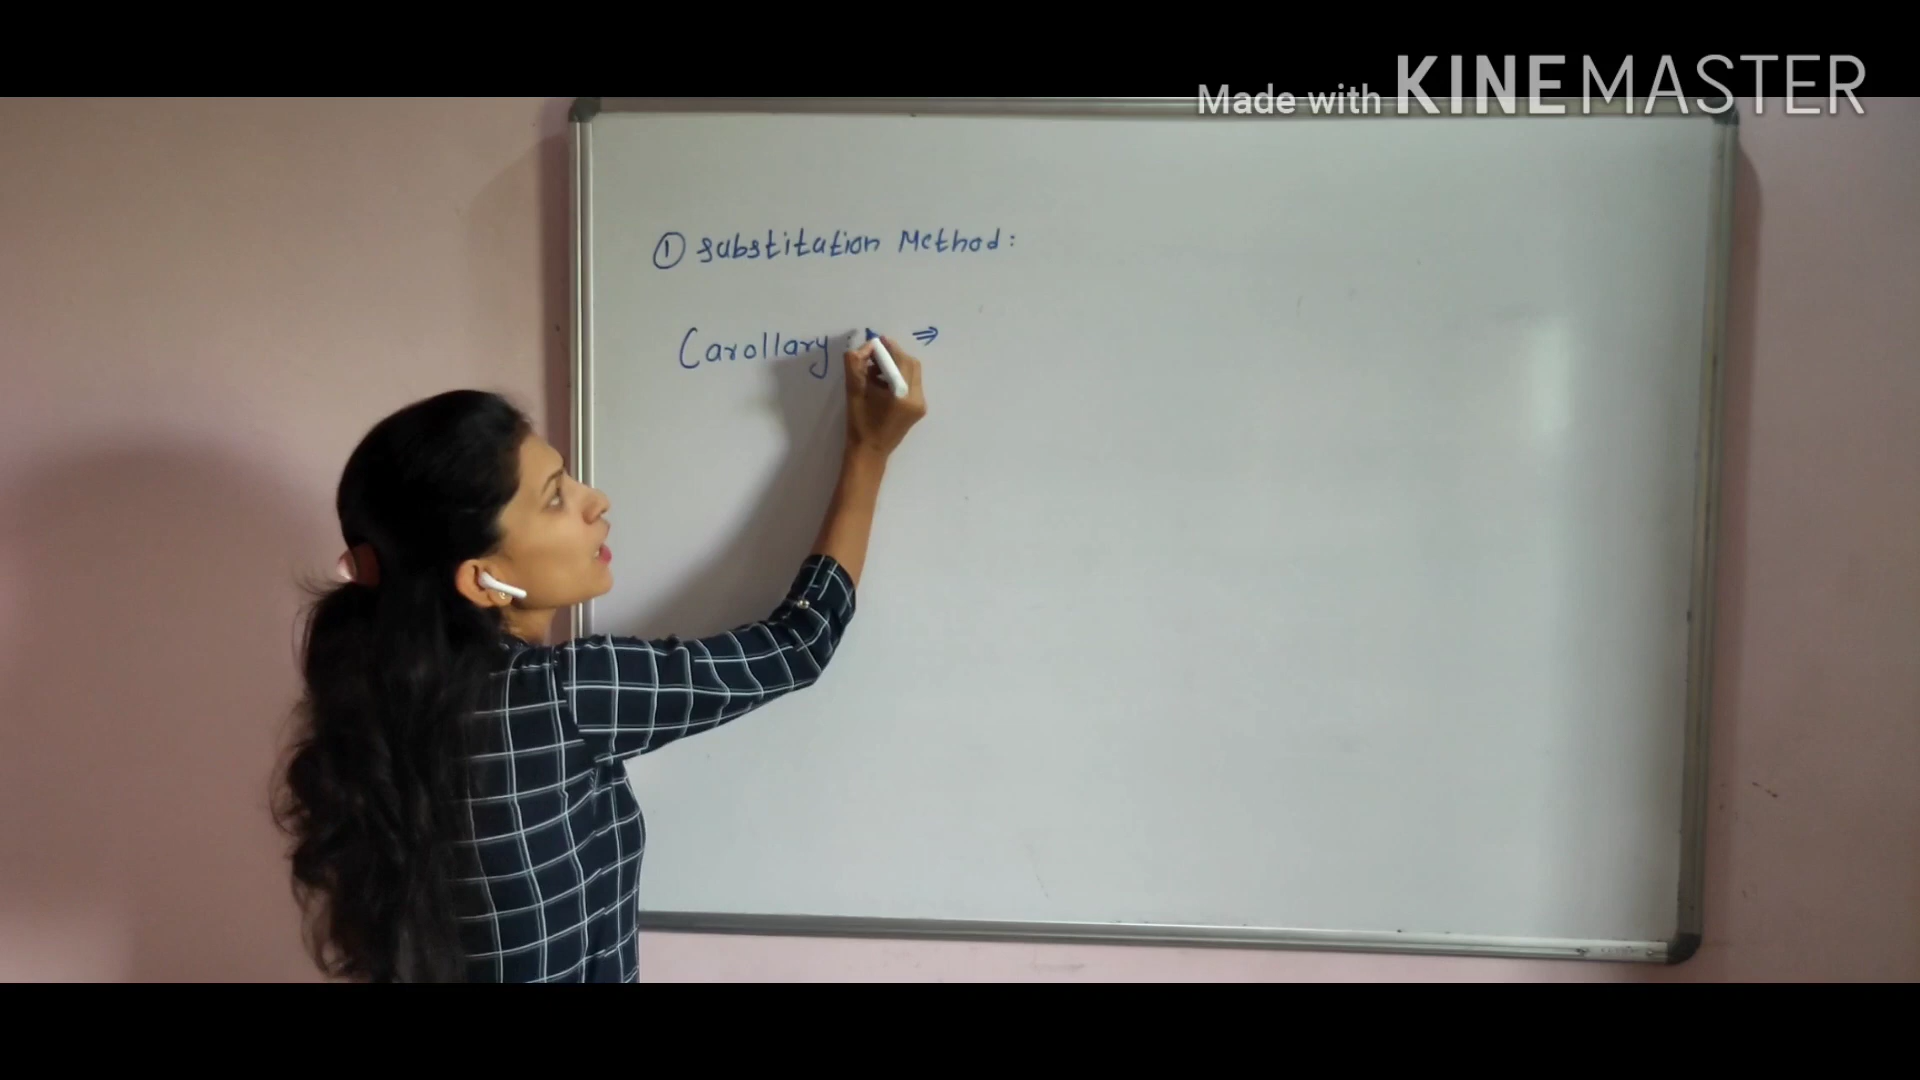 Made with KINEMASTER
① Substitution Method:
Carollary : ⇒